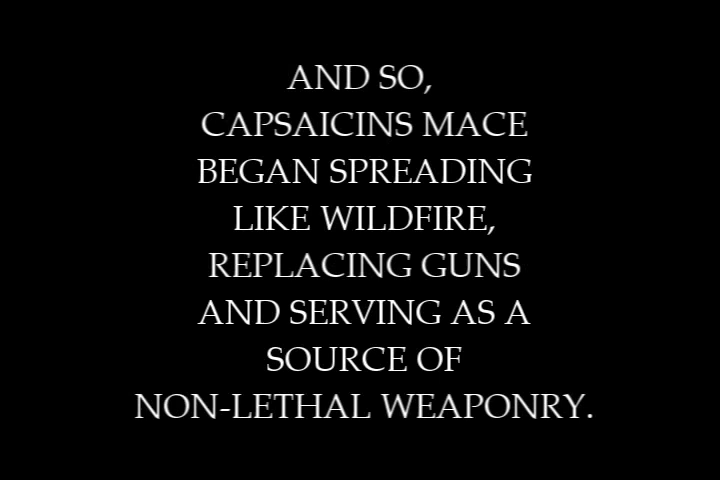 AND SO,
CAPSAICINS MACE
BEGAN SPREADING
LIKE WILDFIRE,
REPLACING GUNS
AND SERVING AS A
SOURCE OF
NON-LETHAL WEAPONRY.